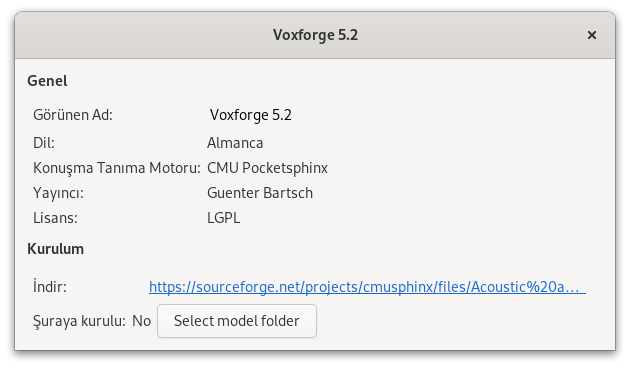 Voxforge 5.2
Genel
Görünen Ad: Voxforge 5.2
Dil: Almanca
Konuşma Tanıma Motoru: CMU Pocketsphinx
Yayıncı: Guenter Bartsch
Lisans: LGPL
Kurulum
İndir: https://sourceforge.net/projects/cmusphinx/files/Acoustic%20a…
Şuraya kurulu: No Select model folder